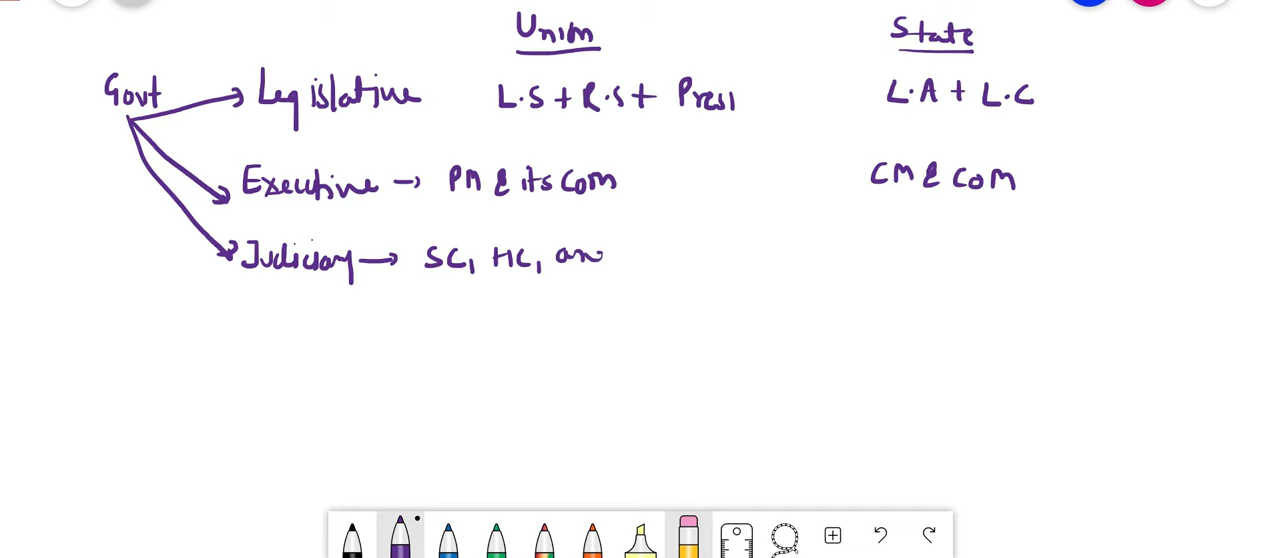 Union State
Govt Legislative L.S + R.S + Presi L.A + L.C
Executive → PM & its COM CM & COM
Judiciary → SC, HC, an